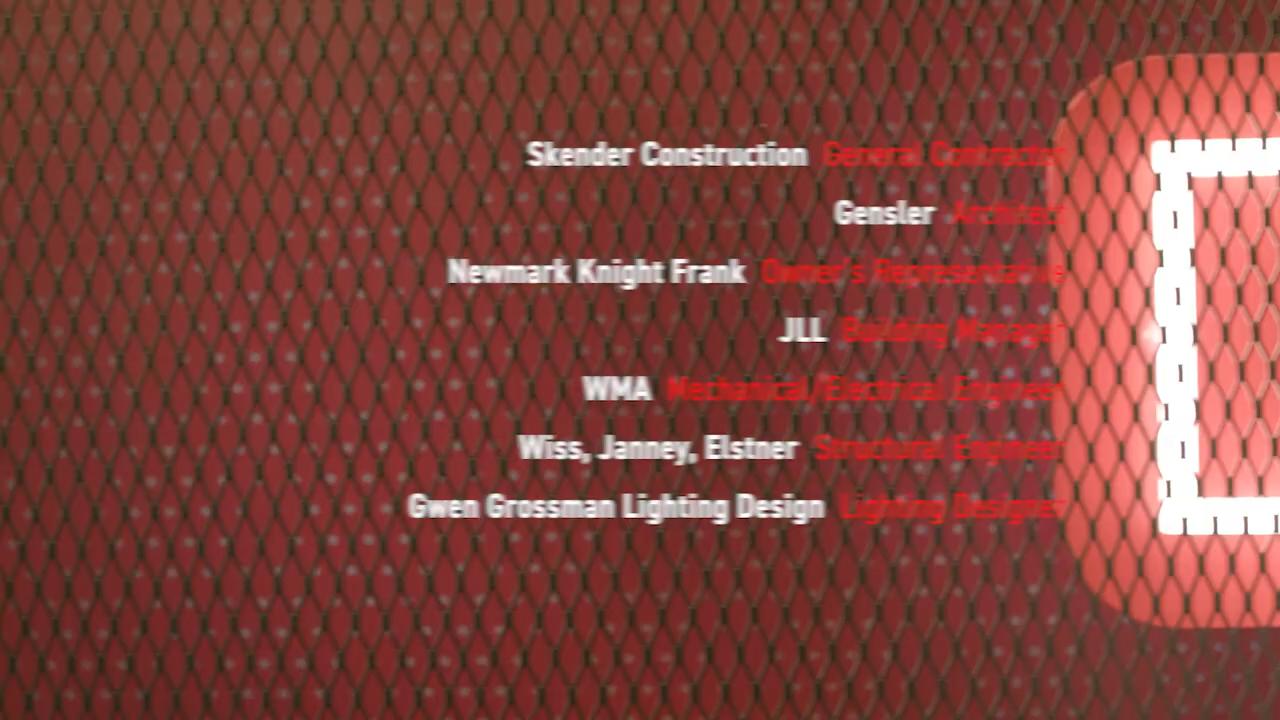 Skender Construction General Contractor
Gensler Architect
Newmark Knight Frank Owner's Representative
JLL Building Manager
WMA Mechanical/Electrical Engineer
Wiss, Janney, Elstner Structural Engineer
Gwen Grossman Lighting Design Lighting Designer